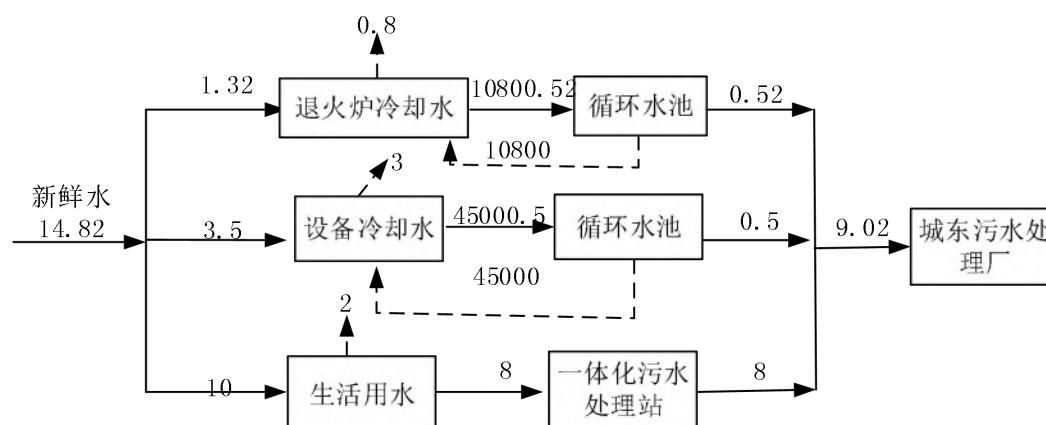 0.8
1.32
退火炉冷却水
10800.52
循环水池
0.52
10800
3
新鲜水
14.82
3.5
设备冷却水
45000.5
循环水池
0.5
9.02
城东污水处
理厂
45000
2
10
生活用水
8
一体化污水
处理站
8